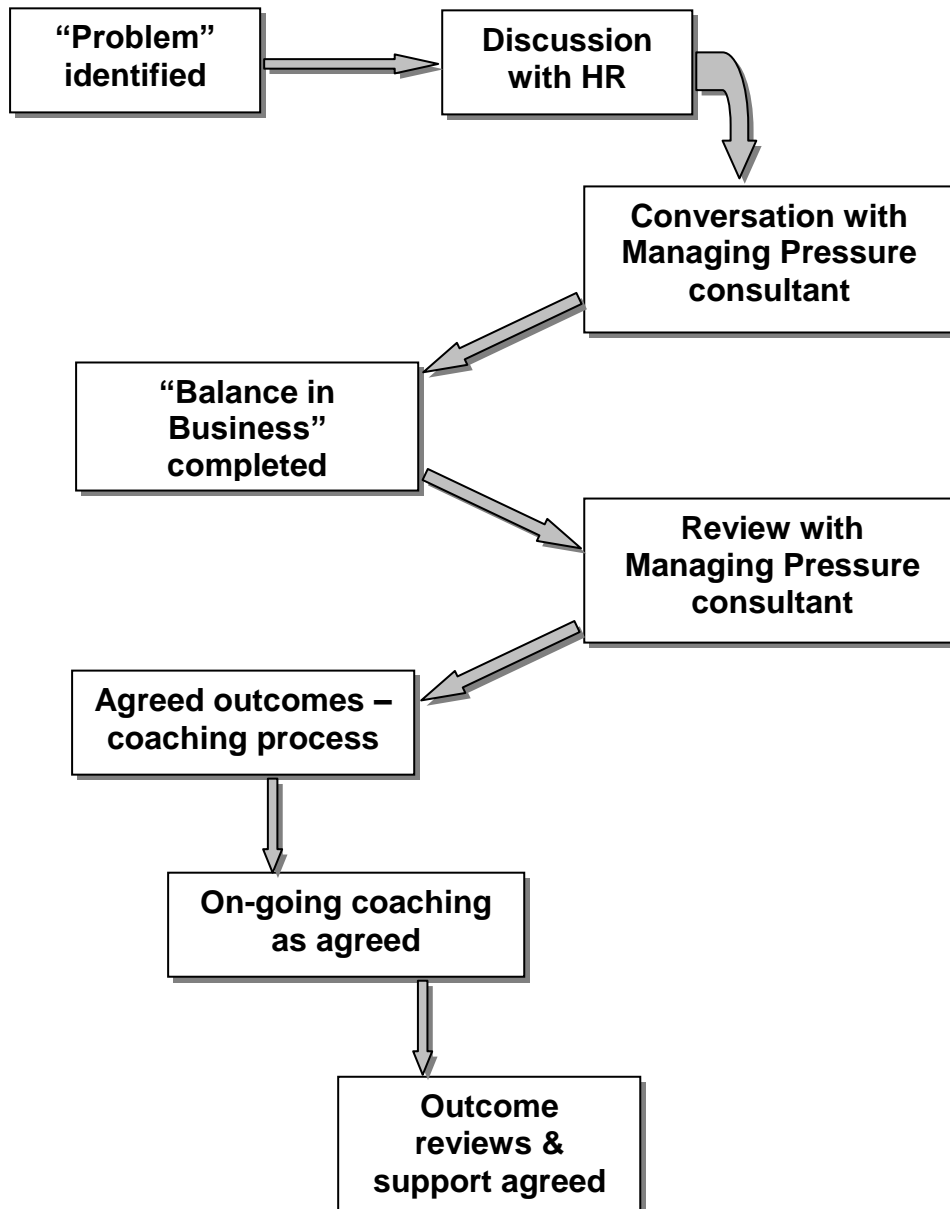 “Problem”
identified
Discussion
with HR
Conversation with
Managing Pressure
consultant
“Balance in
Business”
completed
Review with
Managing Pressure
consultant
Agreed outcomes –
coaching process
On-going coaching
as agreed
Outcome
reviews &
support agreed